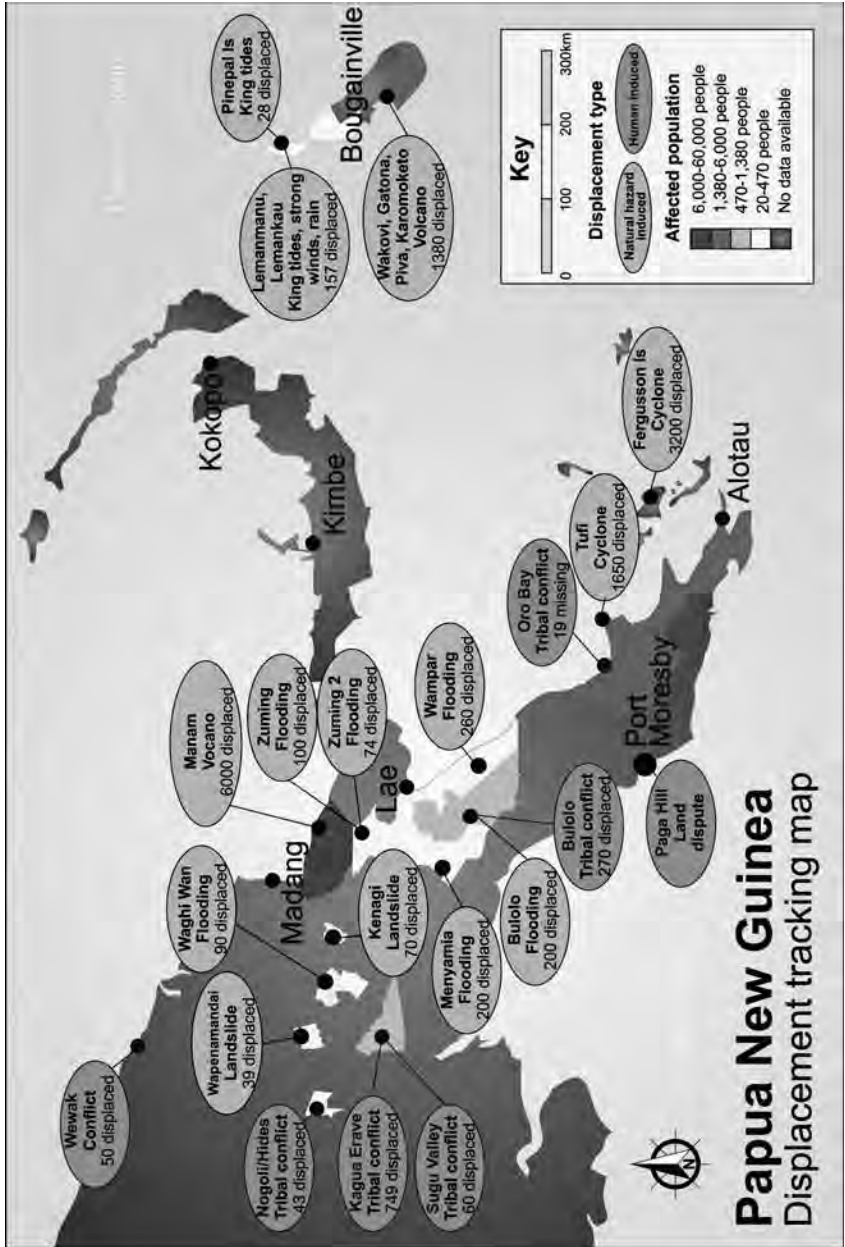 Papua New Guinea
Displacement tracking map
Wewak
Conflict
50 displaced
Wapenamandai
Landslide
39 displaced
Waghi Wan
Flooding
90 displaced
Manam
Vocano
6000 displaced
Zuming
Flooding
100 displaced
Zuming 2
Flooding
74 displaced
Nogoli/Hides
Tribal conflict
43 displaced
Kagua Erave
Tribal conflict
749 displaced
Sugu Valley
Tribal conflict
60 displaced
Kenagi
Landslide
70 displaced
Menyamia
Flooding
200 displaced
Bulolo
Flooding
200 displaced
Bulolo
Tribal conflict
270 displaced
Wampar
Flooding
260 displaced
Paga Hill
Land
dispute
Oro Bay
Tribal conflict
19 missing
Tufi
Cyclone
1650 displaced
Fergusson Is
Cyclone
3200 displaced
Pinepal Is
King tides
28 displaced
Lemanmanu,
Lemankau
King tides, strong
winds, rain
157 displaced
Wakovi, Gatona,
Piva, Karomoketo
Volcano
1380 displaced
Madang
Lae
Kimbe
Kokopo
Bougainville
Port
Moresby
Alotau
N
Key
0 100 200 300km
Displacement type
Natural hazard
induced
Human induced
Affected population
6,000-60,000 people
1,380-6,000 people
470-1,380 people
20-470 people
No data available